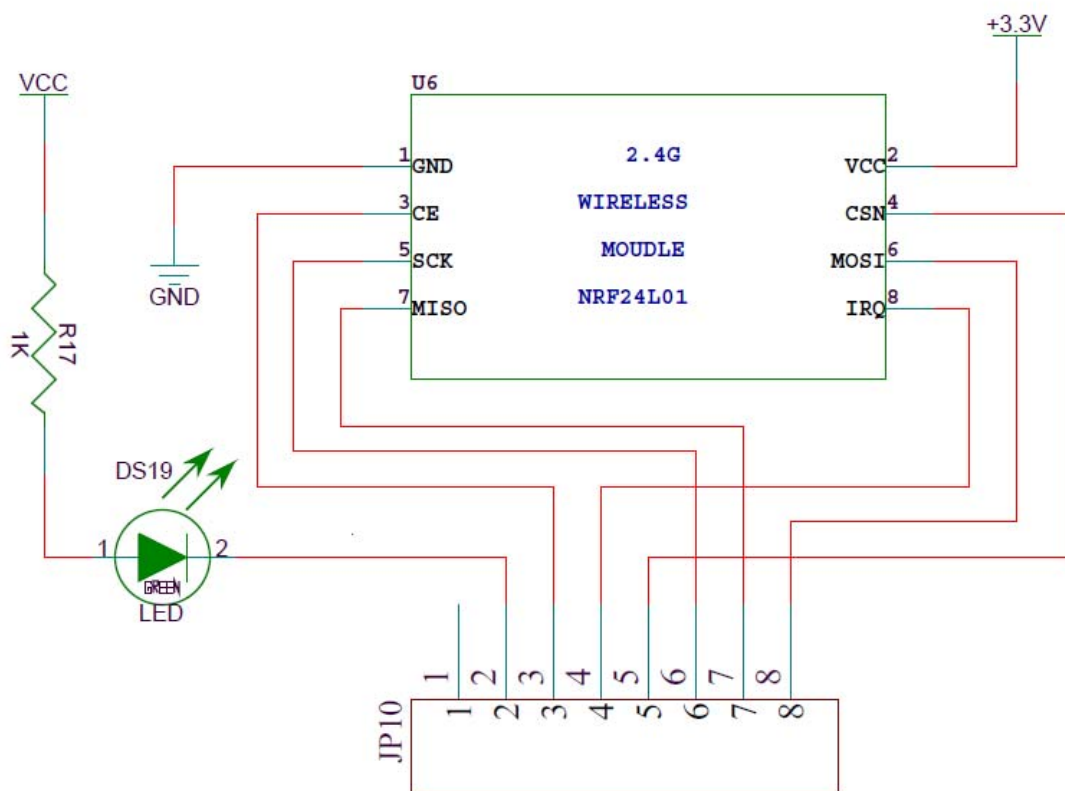 +3.3V
VCC
U6
2.4G
WIRELESS
MOUDLE
NRF24L01
1 GND
3 CE
5 SCK
7 MISO
VCC 2
CSN 4
MOSI 6
IRQ 8
GND
R17
1K
DS19
1 2
GREEN
LED
1 2 3 4 5 6 7 8
JP10
1 2 3 4 5 6 7 8